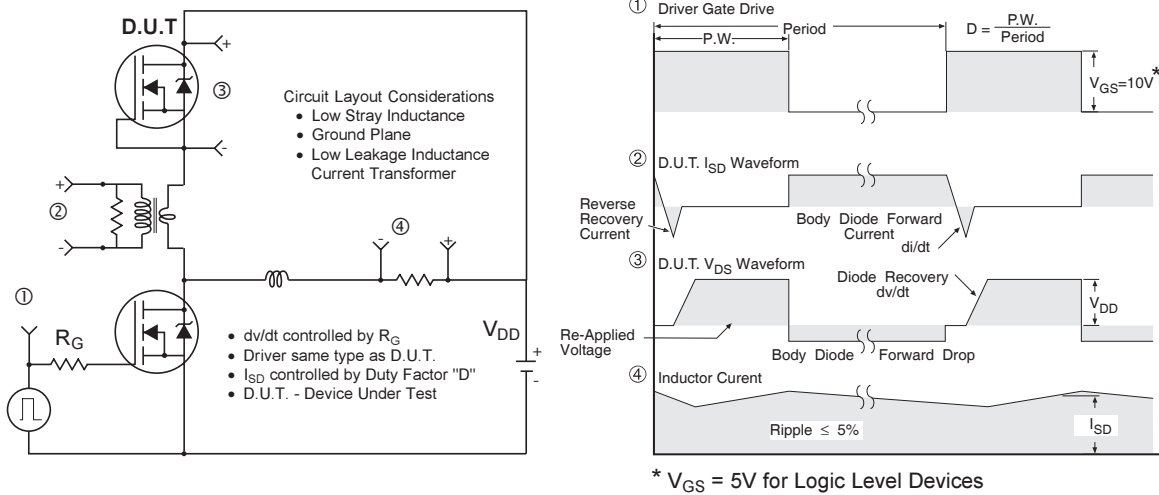 D.U.T
+
③
-
Circuit Layout Considerations
• Low Stray Inductance
• Ground Plane
• Low Leakage Inductance
Current Transformer
+
②
-
④
- +
①
R_G
• dv/dt controlled by R_G
• Driver same type as D.U.T.
• I_SD controlled by Duty Factor "D"
• D.U.T. - Device Under Test
V_DD
+
-
① Driver Gate Drive
Period
P.W.
D = P.W. / Period
V_GS=10V*
② D.U.T. I_SD Waveform
Reverse
Recovery
Current
Body Diode Forward
Current
di/dt
③ D.U.T. V_DS Waveform
Diode Recovery
dv/dt
V_DD
Re-Applied
Voltage
Body Diode Forward Drop
④ Inductor Curent
Ripple ≤ 5%
I_SD
* V_GS = 5V for Logic Level Devices